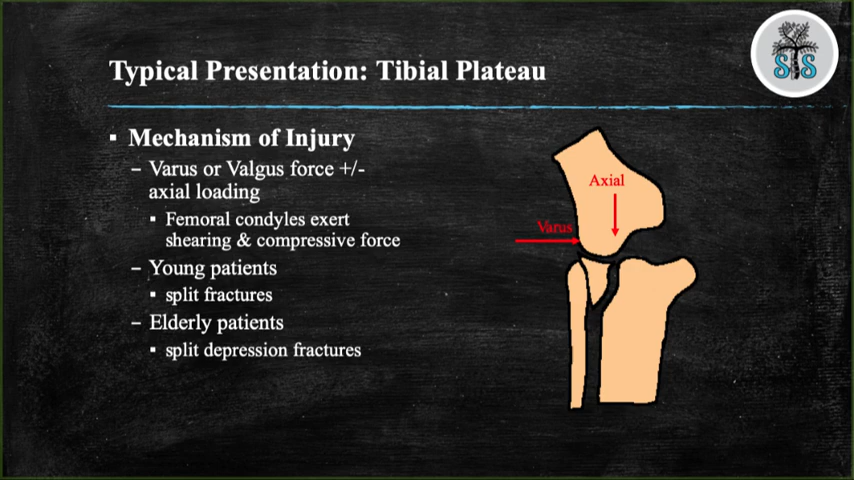 Typical Presentation: Tibial Plateau
STS
▪ Mechanism of Injury
– Varus or Valgus force +/-
axial loading
▪ Femoral condyles exert
shearing & compressive force
– Young patients
▪ split fractures
– Elderly patients
▪ split depression fractures
Axial
Varus